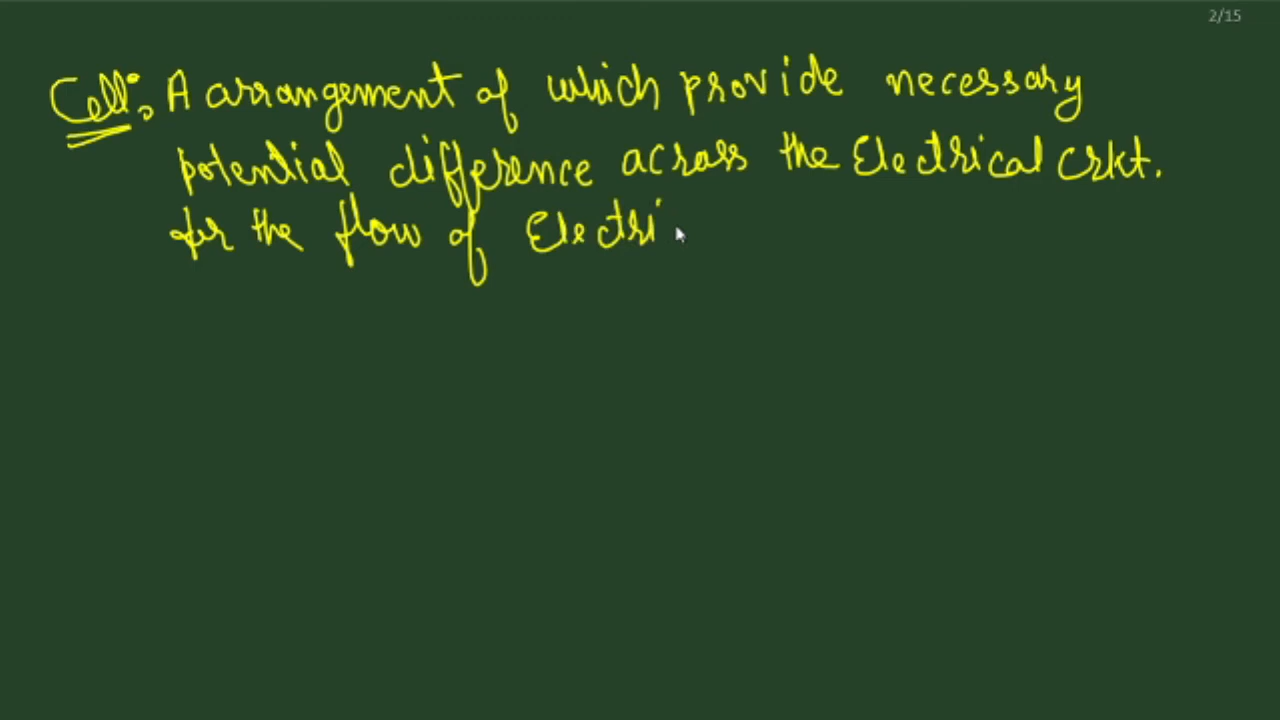 2/15
Cell:, A arrangement of which provide necessary
potential difference across the Electrical crkt.
for the flow of Electri